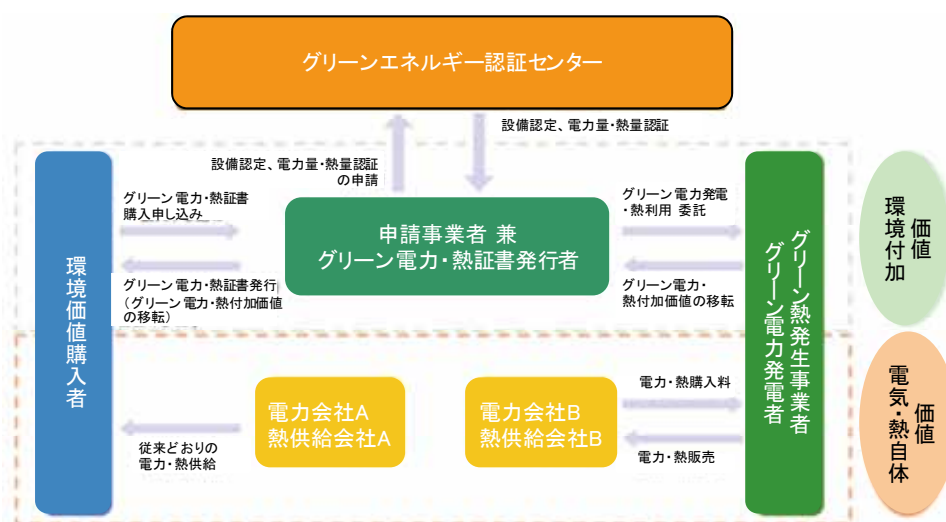 グリーンエネルギー認証センター
設備認定、電力量・熱量認証
設備認定、電力量・熱量認証
の申請
グリーン電力・熱証書
購入申し込み
グリーン電力発電
・熱利用 委託
申請事業者 兼
グリーン電力・熱証書発行者
グリーン電力・熱証書発行
（グリーン電力・熱付加価値
の移転）
グリーン電力・
熱付加価値の移転
環境価値購入者
グリーン熱発生事業者
グリーン電力発電者
価値
環境付加
電力会社A
熱供給会社A
電力会社B
熱供給会社B
電力・熱購入料
従来どおりの
電力・熱供給
電力・熱販売
価値
電気・熱自体